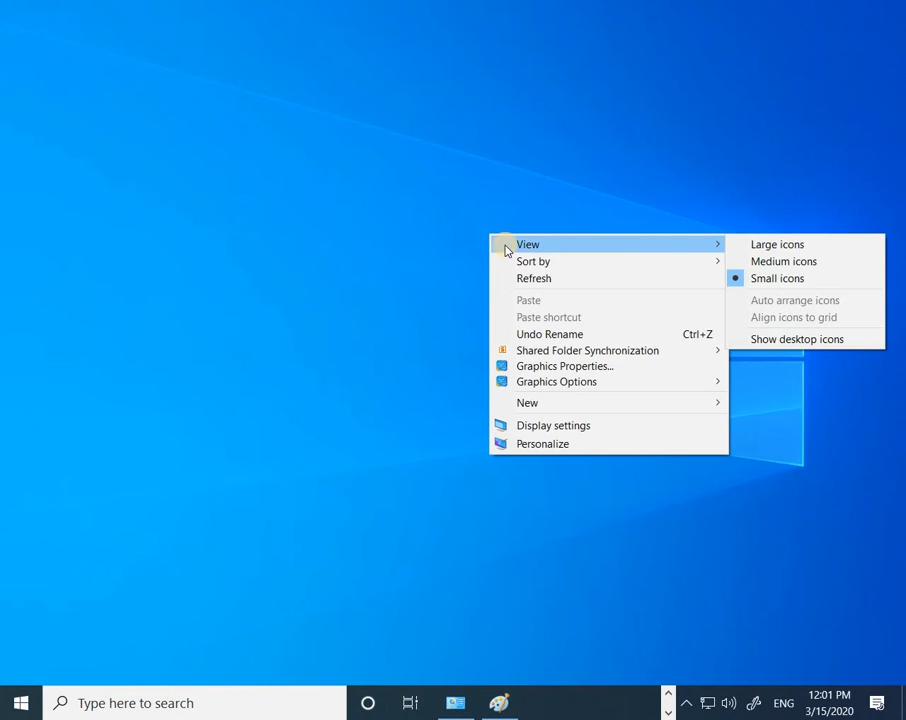 View
Sort by
Refresh
Paste
Paste shortcut
Undo Rename Ctrl+Z
Shared Folder Synchronization
Graphics Properties...
Graphics Options
New
Display settings
Personalize
Large icons
Medium icons
Small icons
Auto arrange icons
Align icons to grid
Show desktop icons
Type here to search
ENG
12:01 PM
3/15/2020